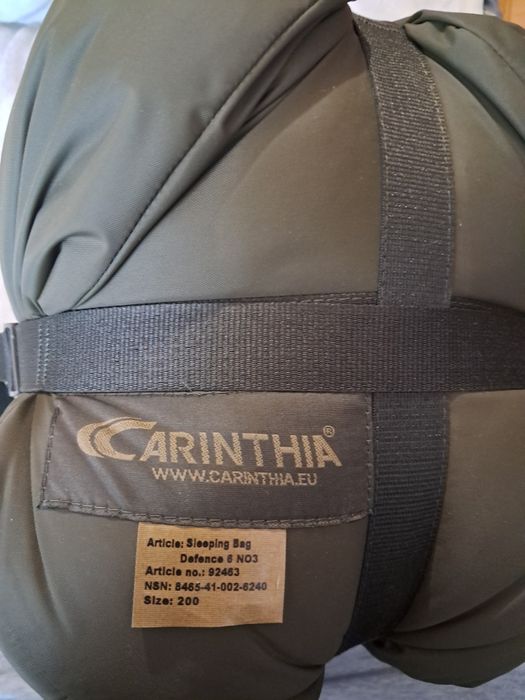 CARINTHIA®
WWW.CARINTHIA.EU
Article: Sleeping Bag
Defence 6 NO3
Article no.: 92463
NSN: 8465-41-002-6240
Size: 200